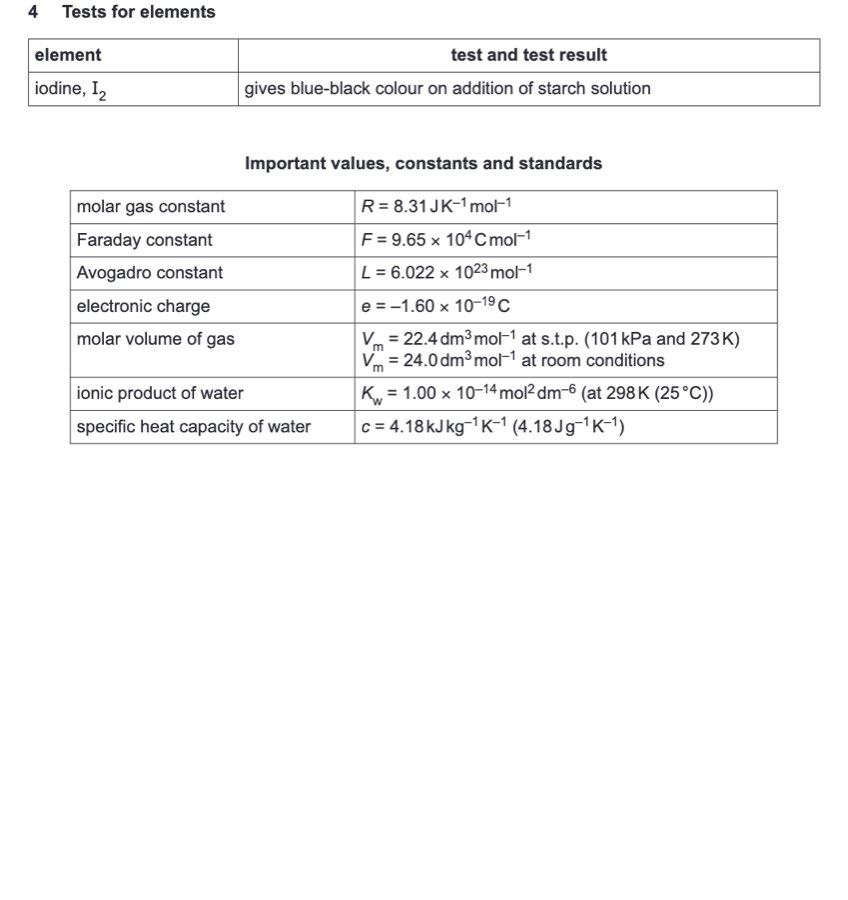 4 Tests for elements
element test and test result
iodine, I₂ gives blue-black colour on addition of starch solution
Important values, constants and standards
molar gas constant R = 8.31 J K⁻¹ mol⁻¹
Faraday constant F = 9.65 × 10⁴ C mol⁻¹
Avogadro constant L = 6.022 × 10²³ mol⁻¹
electronic charge e = –1.60 × 10⁻¹⁹ C
molar volume of gas Vₘ = 22.4 dm³ mol⁻¹ at s.t.p. (101 kPa and 273 K)
Vₘ = 24.0 dm³ mol⁻¹ at room conditions
ionic product of water K_w = 1.00 × 10⁻¹⁴ mol² dm⁻⁶ (at 298 K (25 °C))
specific heat capacity of water c = 4.18 kJ kg⁻¹ K⁻¹ (4.18 J g⁻¹ K⁻¹)